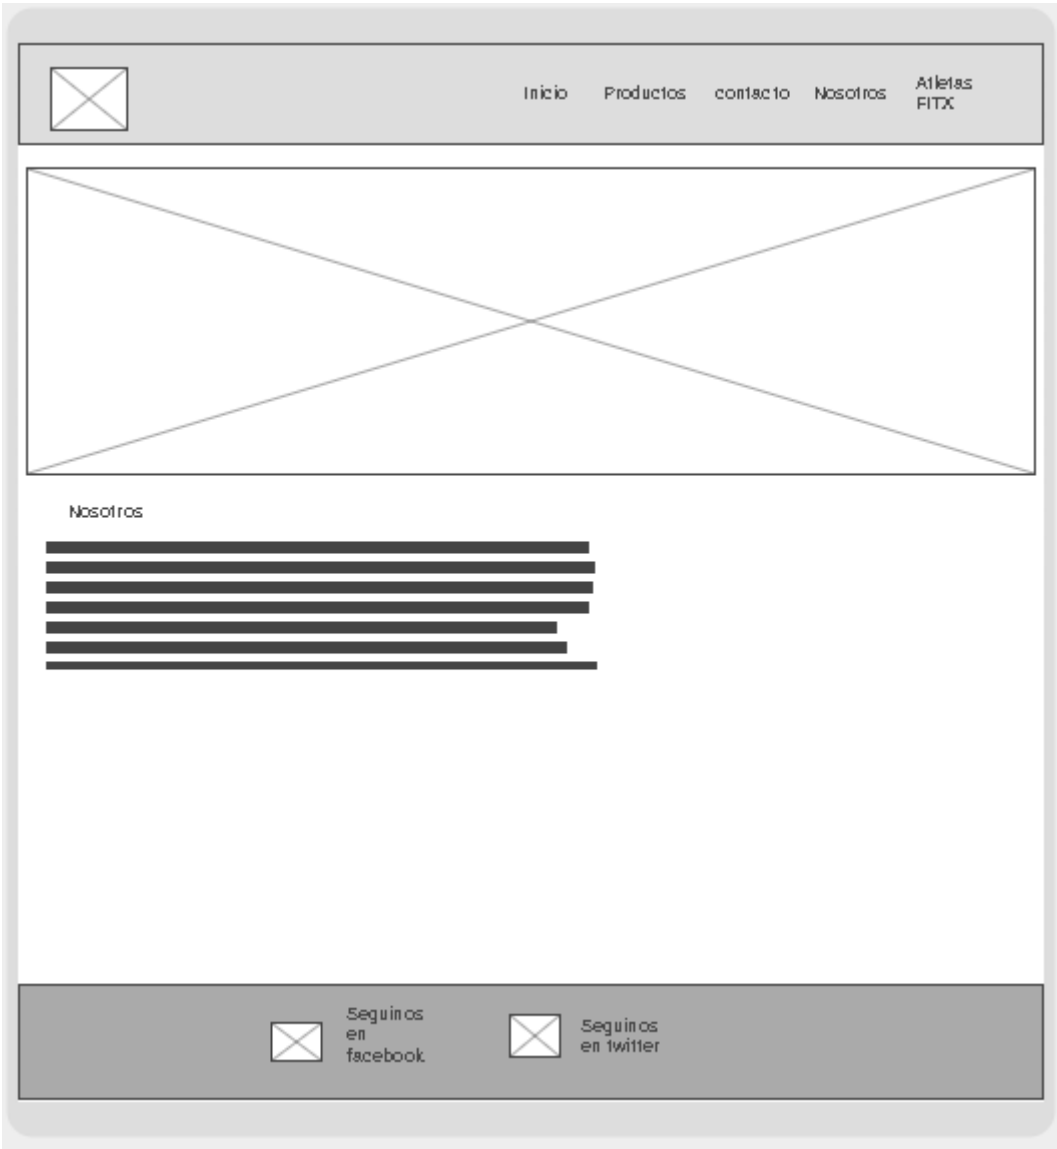 Inicio Productos contacto Nosotros Atletas
FITX
Nosotros
Seguinos
en
facebook
Seguinos
en twitter